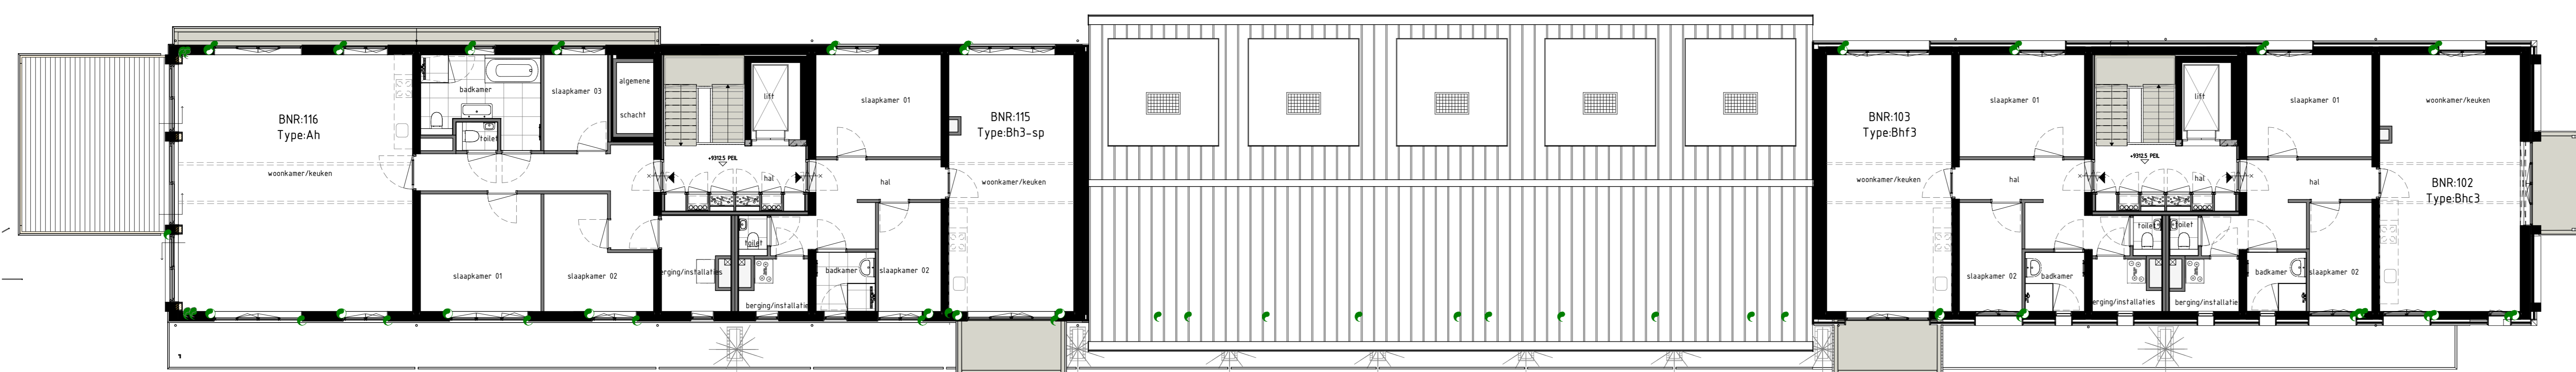 BNR:116
Type:Ah
woonkamer/keuken
badkamer
toilet
slaapkamer 03
algemene
schacht
slaapkamer 01
slaapkamer 02
+9312.5 PEIL
lift
hal
berging/installaties
toilet
berging/installaties
slaapkamer 01
hal
badkamer
slaapkamer 02
BNR:115
Type:Bh3-sp
woonkamer/keuken
BNR:103
Type:Bhf3
woonkamer/keuken
slaapkamer 01
hal
slaapkamer 02
badkamer
+9312.5 PEIL
lift
hal
toilet
toilet
berging/installaties
berging/installaties
slaapkamer 01
hal
badkamer
slaapkamer 02
woonkamer/keuken
BNR:102
Type:Bhc3